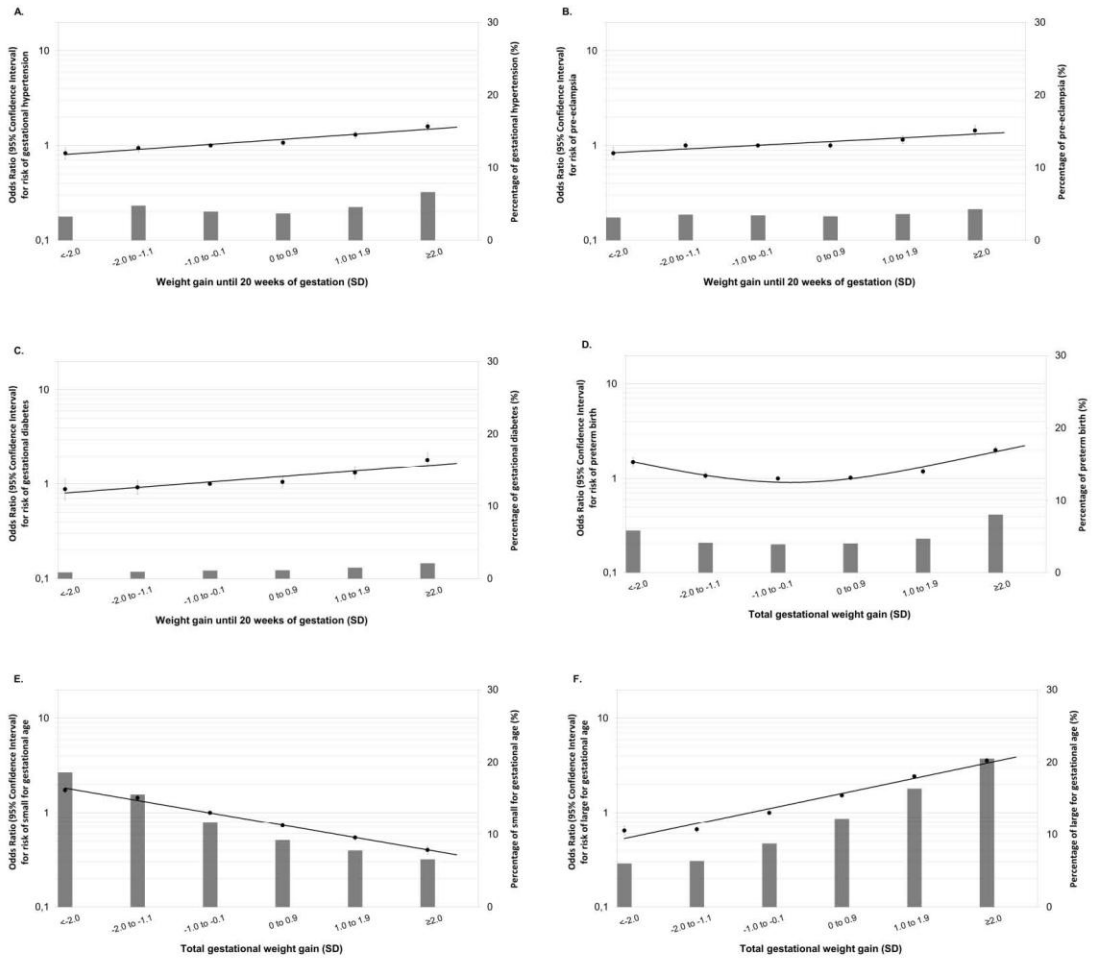 A.
Odds Ratio (95% Confidence Interval)
for risk of gestational hypertension
10
1
0,1
30
20
10
0
Percentage of gestational hypertension (%)
<-2.0
-2.0 to -1.1
-1.0 to -0.1
0 to 0.9
1.0 to 1.9
≥2.0
Weight gain until 20 weeks of gestation (SD)
B.
Odds Ratio (95% Confidence Interval)
for risk of pre-eclampsia
10
1
0,1
30
20
10
0
Percentage of pre-eclampsia (%)
<-2.0
-2.0 to -1.1
-1.0 to -0.1
0 to 0.9
1.0 to 1.9
≥2.0
Weight gain until 20 weeks of gestation (SD)
C.
Odds Ratio (95% Confidence Interval)
for risk of gestational diabetes
10
1
0,1
30
20
10
0
Percentage of gestational diabetes (%)
<-2.0
-2.0 to -1.1
-1.0 to -0.1
0 to 0.9
1.0 to 1.9
≥2.0
Weight gain until 20 weeks of gestation (SD)
D.
Odds Ratio (95% Confidence Interval)
for risk of preterm birth
10
1
0,1
30
20
10
0
Percentage of preterm birth (%)
<-2.0
-2.0 to -1.1
-1.0 to -0.1
0 to 0.9
1.0 to 1.9
≥2.0
Total gestational weight gain (SD)
E.
Odds Ratio (95% Confidence Interval)
for risk of small for gestational age
10
1
0,1
30
20
10
0
Percentage of small for gestational age (%)
<-2.0
-2.0 to -1.1
-1.0 to -0.1
0 to 0.9
1.0 to 1.9
≥2.0
Total gestational weight gain (SD)
F.
Odds Ratio (95% Confidence Interval)
for risk of large for gestational age
10
1
0,1
30
20
10
0
Percentage of large for gestational age (%)
<-2.0
-2.0 to -1.1
-1.0 to -0.1
0 to 0.9
1.0 to 1.9
≥2.0
Total gestational weight gain (SD)